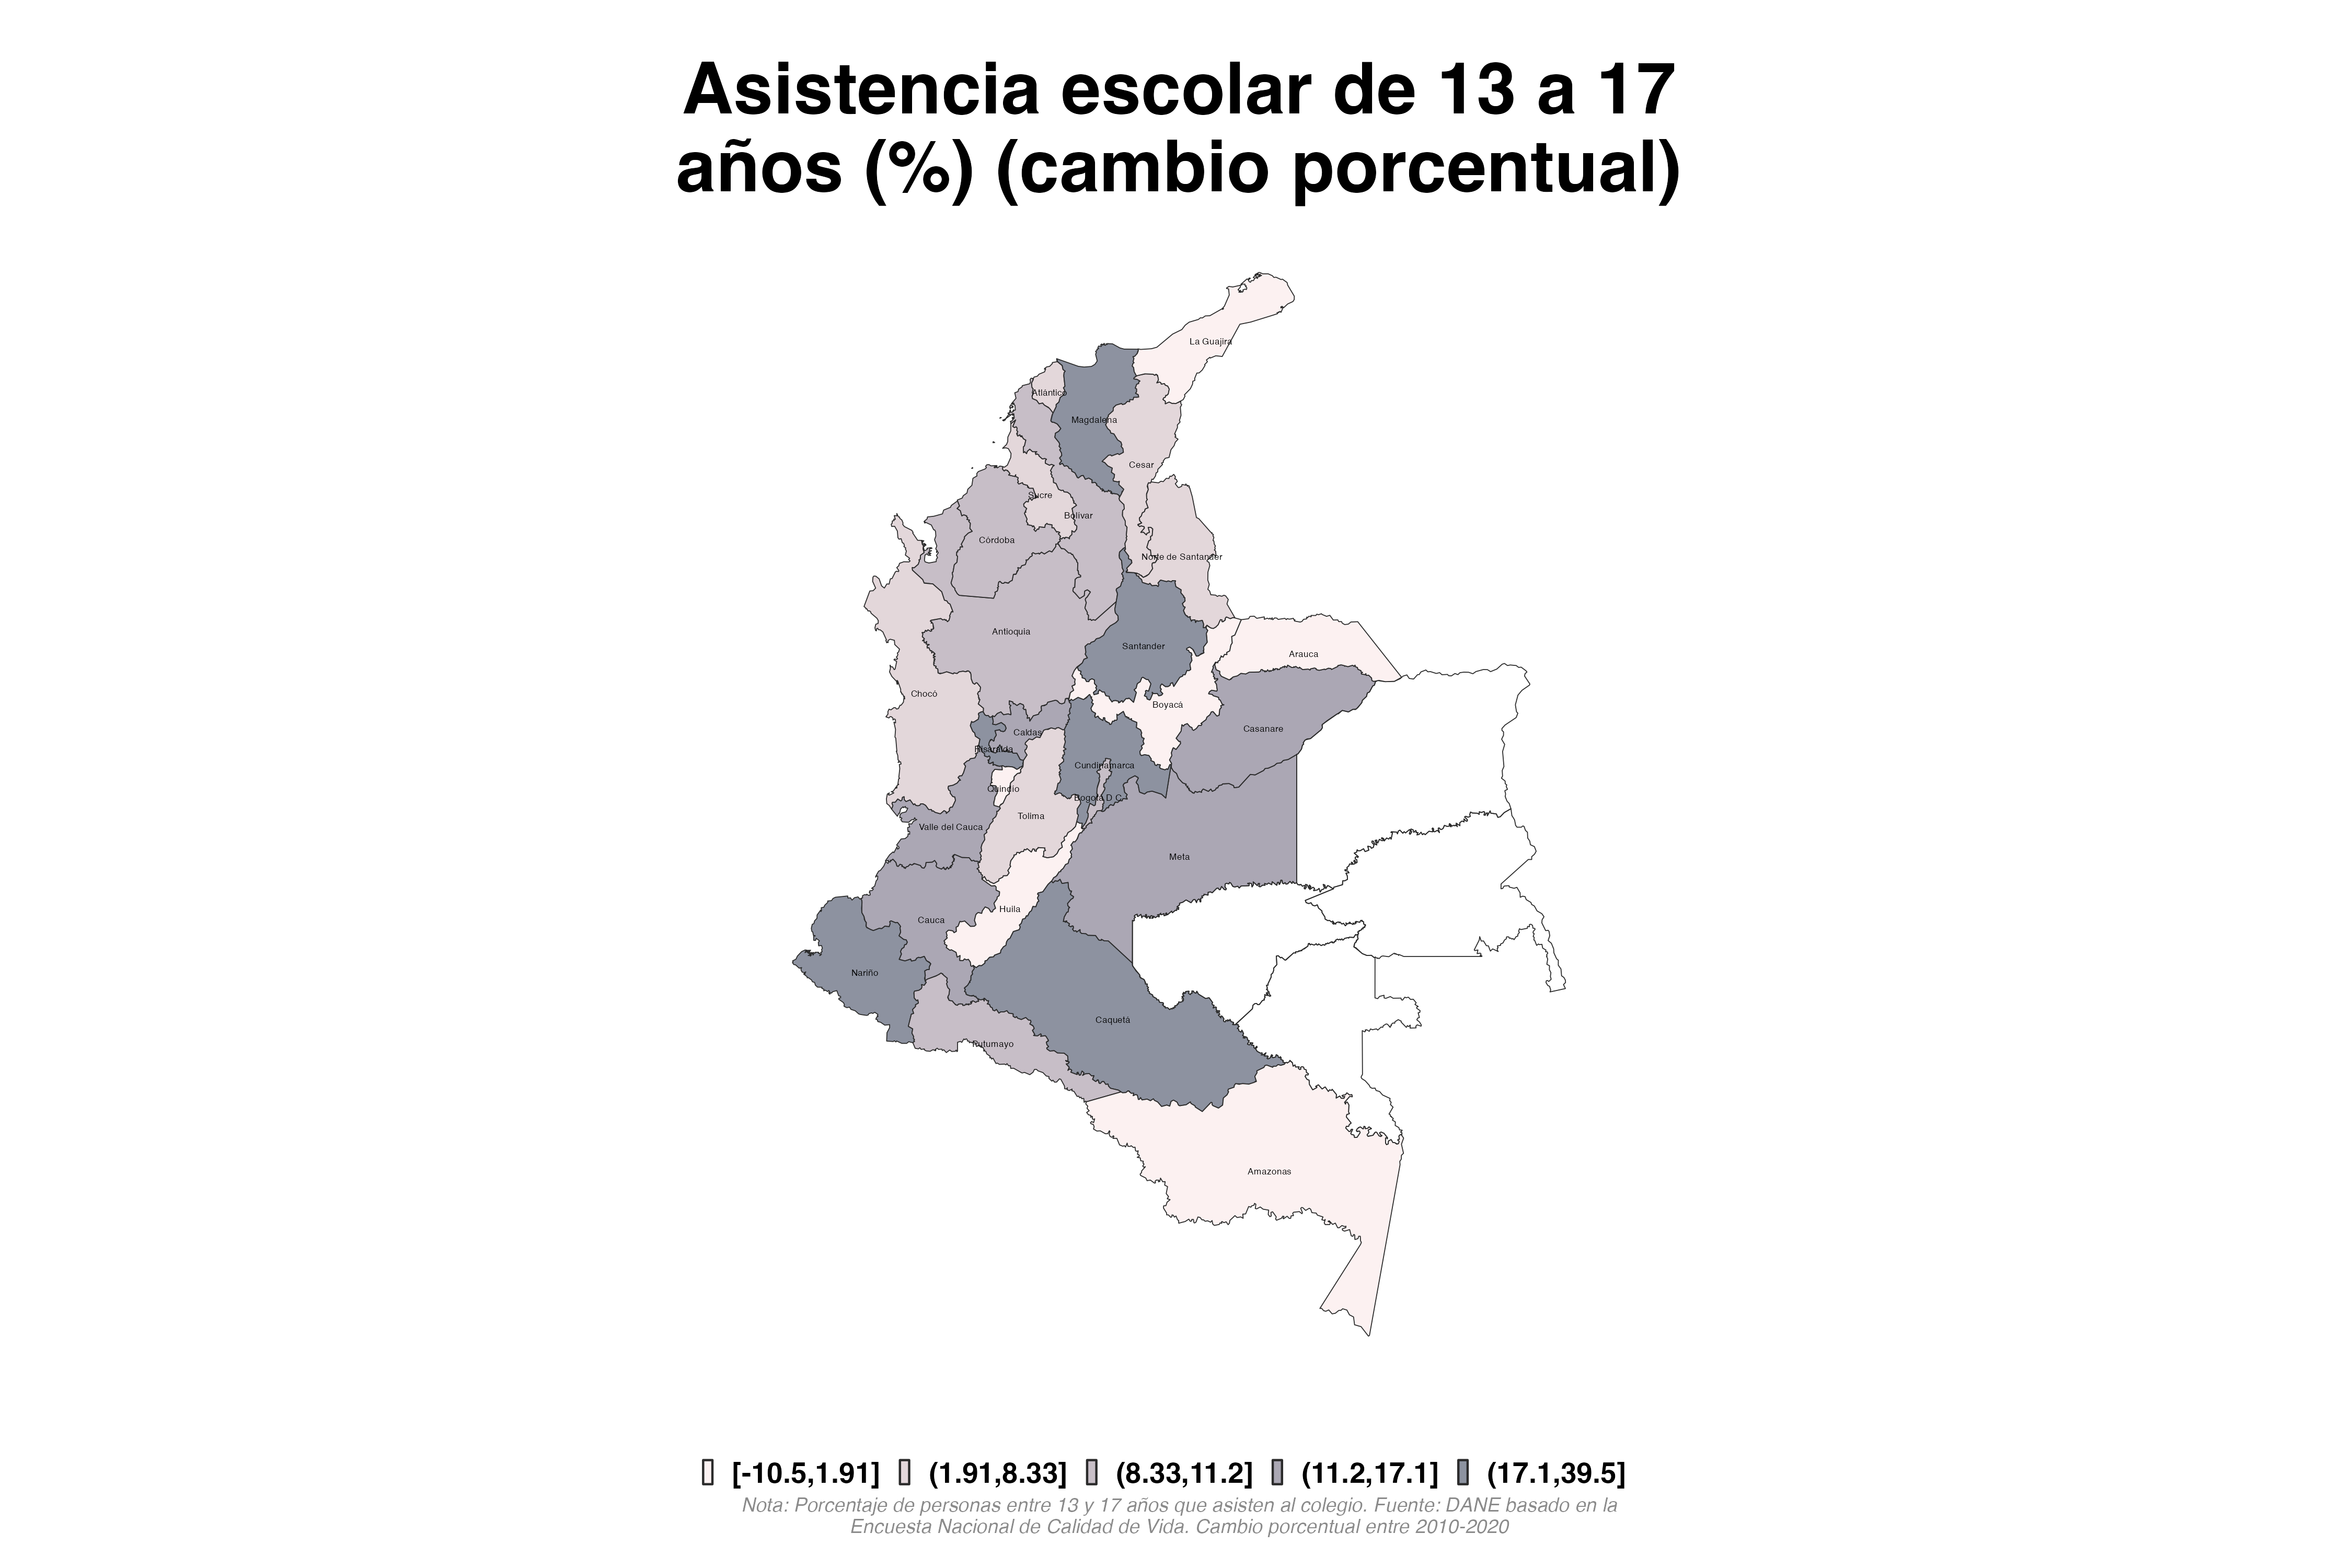 Asistencia escolar de 13 a 17
años (%) (cambio porcentual)
La Guajira
Atlántico
Magdalena
Cesar
Sucre
Bolívar
Córdoba
Norte de Santander
Antioquia
Santander
Arauca
Chocó
Boyacá
Casanare
Caldas
Risaralda
Cundinamarca
Quindío
Bogotá D.C.
Tolima
Valle del Cauca
Meta
Huila
Cauca
Nariño
Caquetá
Putumayo
Amazonas
[-10.5,1.91] (1.91,8.33] (8.33,11.2] (11.2,17.1] (17.1,39.5]
Nota: Porcentaje de personas entre 13 y 17 años que asisten al colegio. Fuente: DANE basado en la
Encuesta Nacional de Calidad de Vida. Cambio porcentual entre 2010-2020